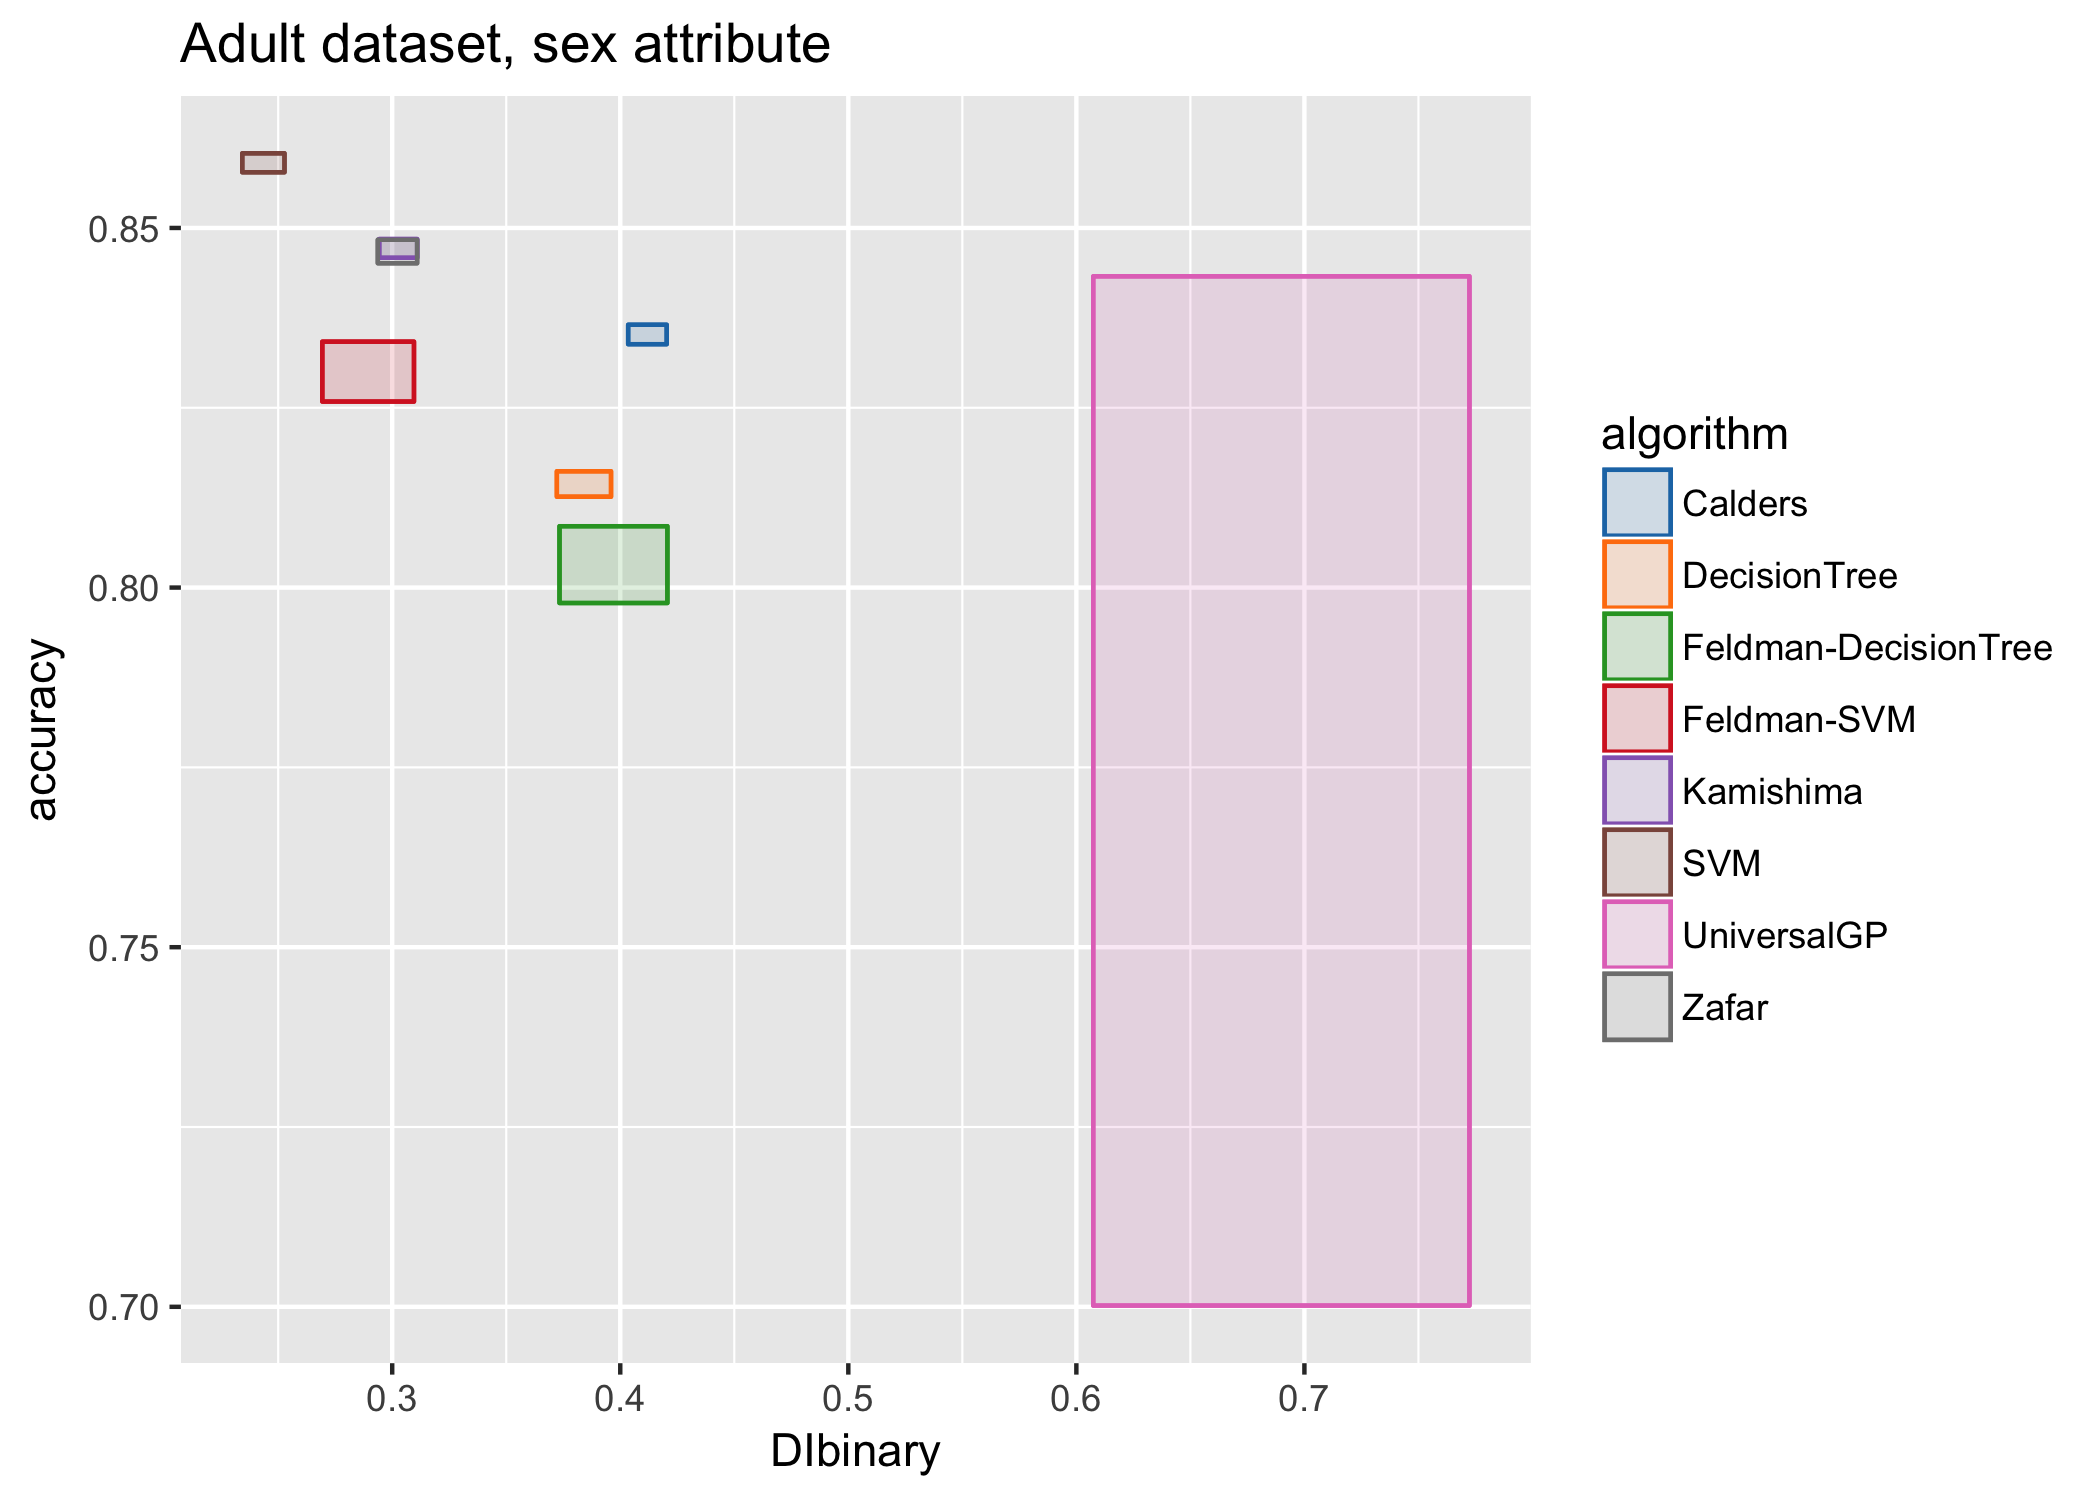 Adult dataset, sex attribute
accuracy
0.85
0.80
0.75
0.70
0.3 0.4 0.5 0.6 0.7
DIbinary
algorithm
Calders
DecisionTree
Feldman-DecisionTree
Feldman-SVM
Kamishima
SVM
UniversalGP
Zafar